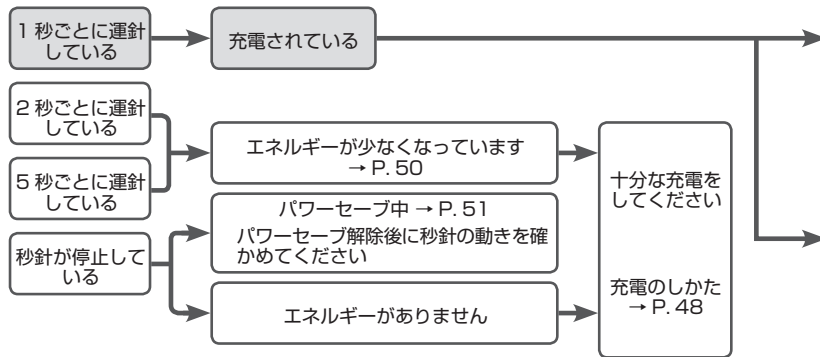 1 秒ごとに運針
している
充電されている
2 秒ごとに運針
している
5 秒ごとに運針
している
エネルギーが少なくなっています
→ P. 50
パワーセーブ中 → P. 51
パワーセーブ解除後に秒針の動きを確
かめてください
秒針が停止して
いる
エネルギーがありません
十分な充電を
してください
充電のしかた
→ P. 48